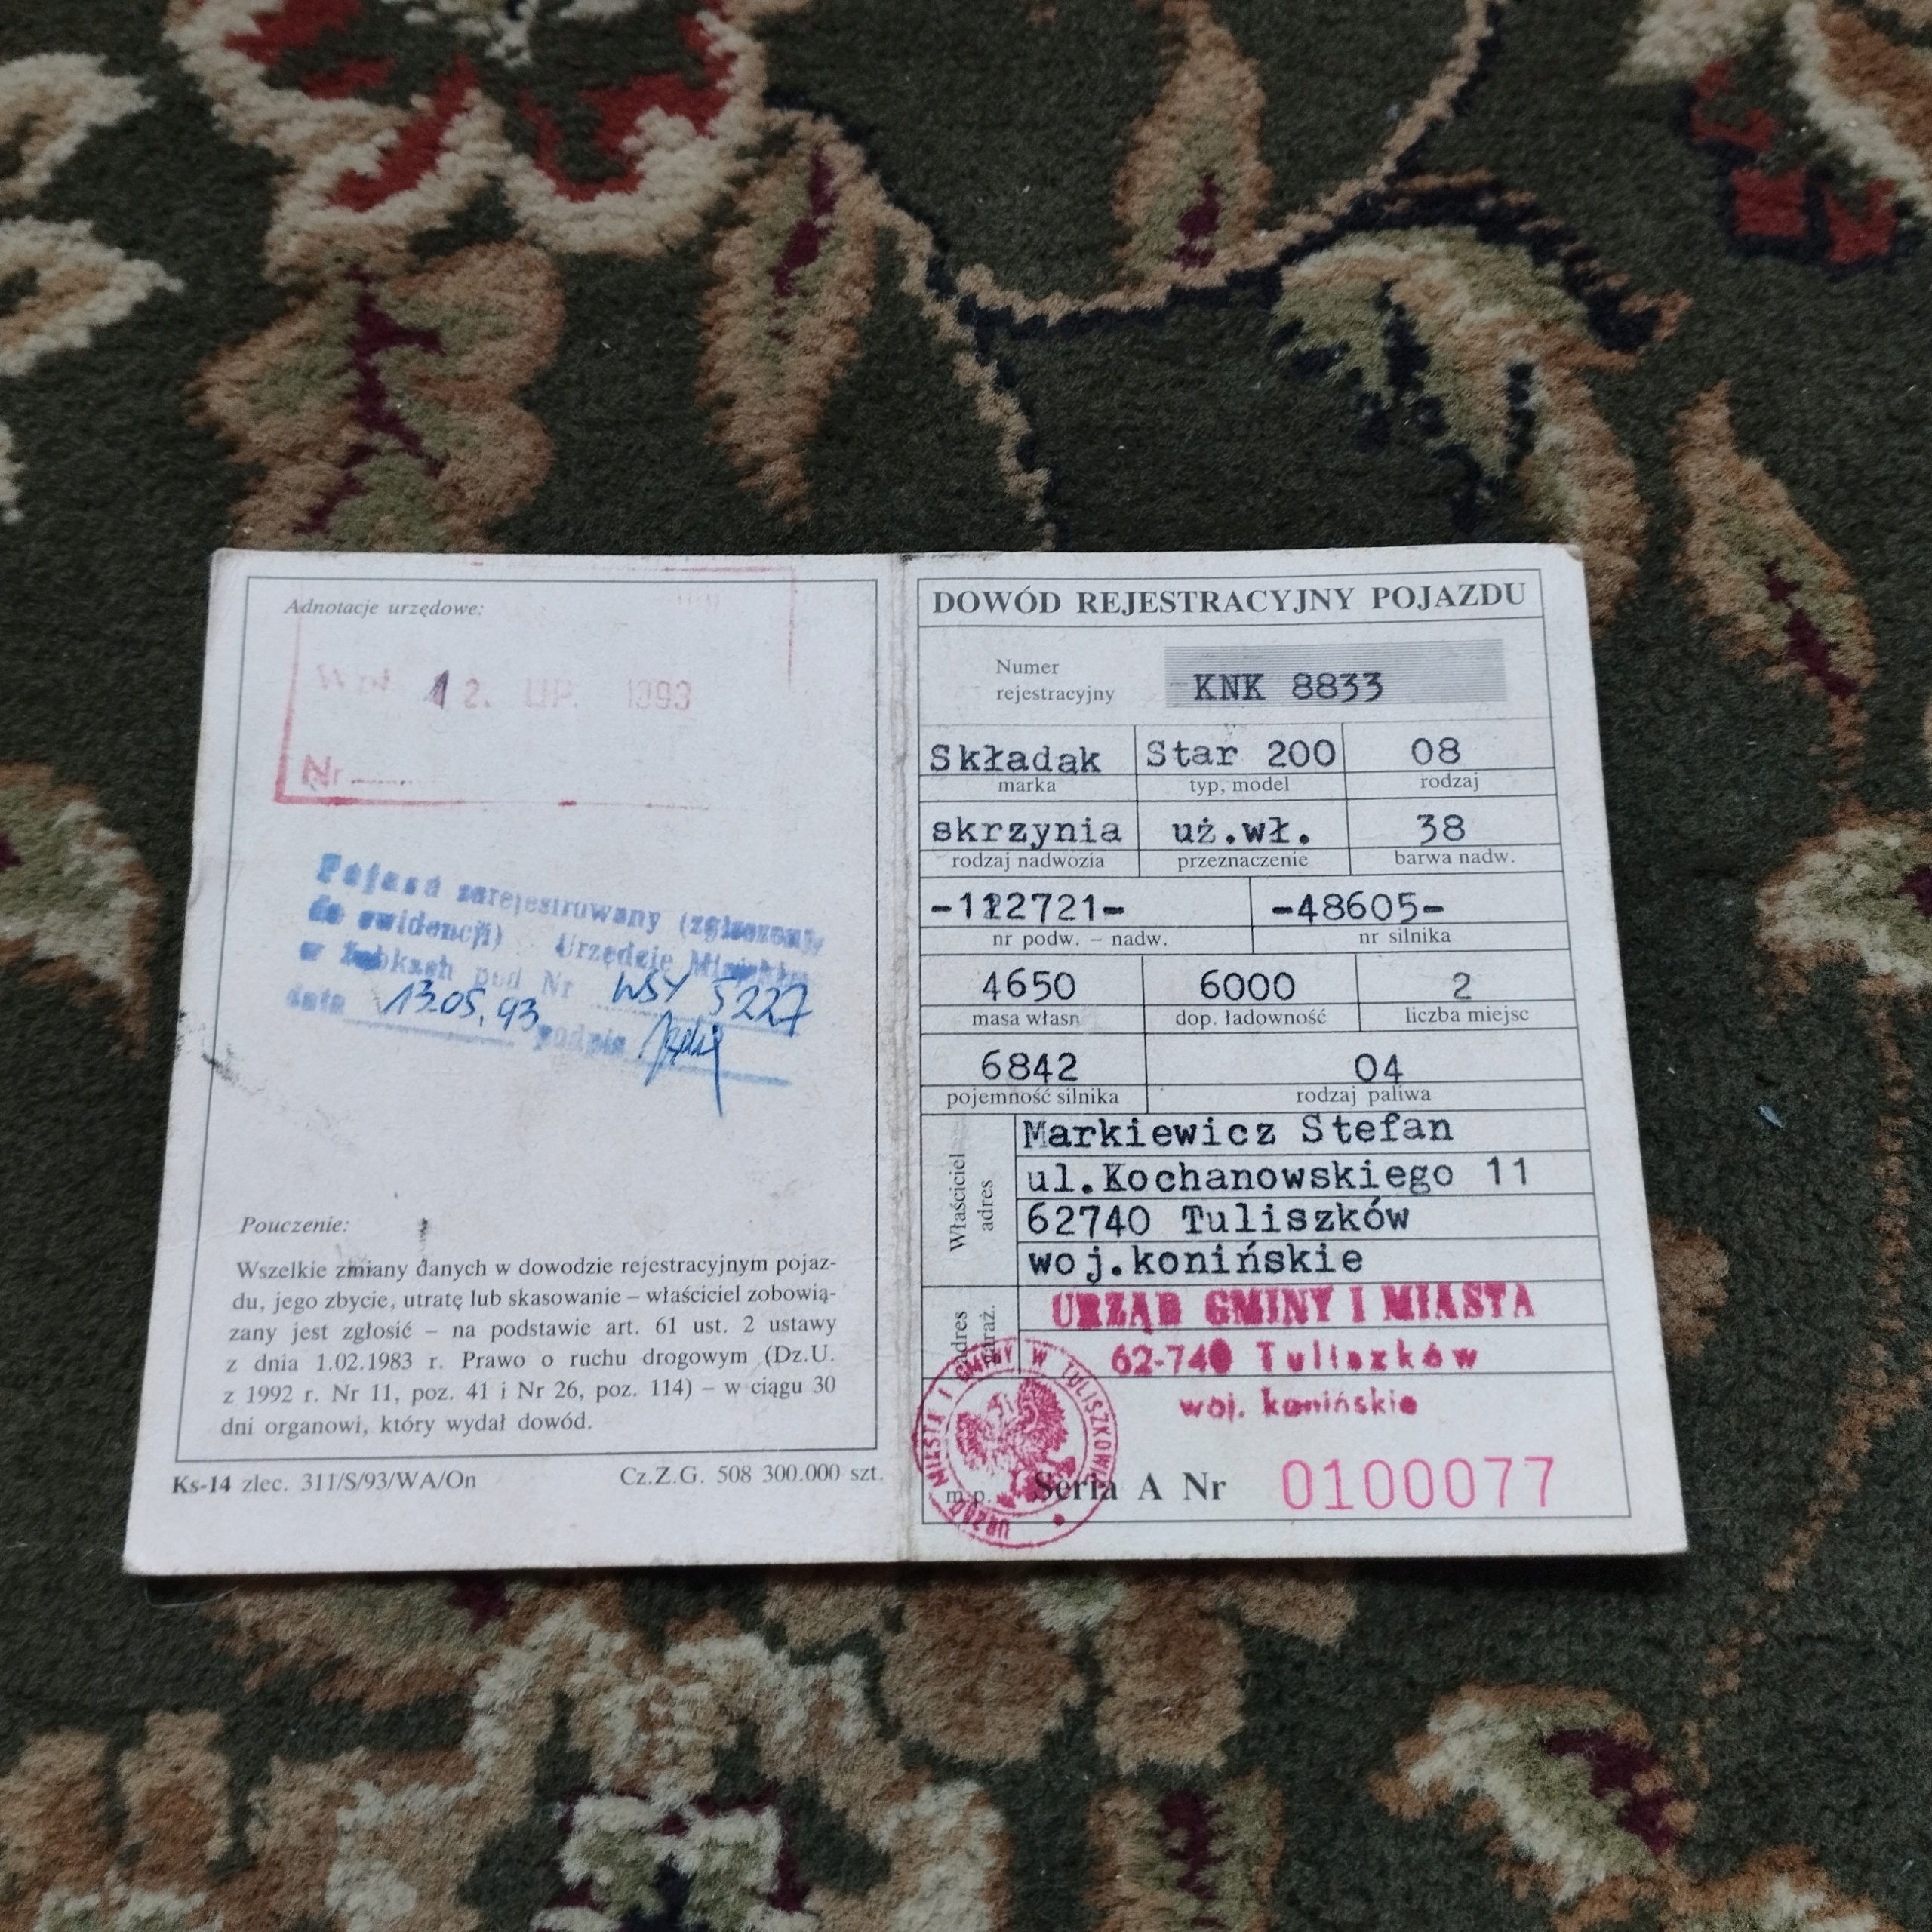 Adnotacje urzędowe:
12. LIP. 1993
Nr
Pojazd zarejestrowany (zgłoszony
do ewidencji) Urzędzie Miejskim
w Ząbkach pod Nr WSY 5227
data 13.05.93 podpis
Pouczenie:
Wszelkie zmiany danych w dowodzie rejestracyjnym pojaz-
du, jego zbycie, utratę lub skasowanie – właściciel zobowią-
zany jest zgłosić – na podstawie art. 61 ust. 2 ustawy
z dnia 1.02.1983 r. Prawo o ruchu drogowym (Dz.U.
z 1992 r. Nr 11, poz. 41 i Nr 26, poz. 114) – w ciągu 30
dni organowi, który wydał dowód.
Ks-14 zlec. 311/S/93/WA/On Cz.Z.G. 508 300.000 szt.
DOWÓD REJESTRACYJNY POJAZDU
Numer
rejestracyjny KNK 8833
Składak Star 200 08
marka typ, model rodzaj
skrzynia uż.wł. 38
rodzaj nadwozia przeznaczenie barwa nadw.
-112721- -48605-
nr podw. – nadw. nr silnika
4650 6000 2
masa własn dop. ładowność liczba miejsc
6842 04
pojemność silnika rodzaj paliwa
Właściciel
adres
Markiewicz Stefan
ul.Kochanowskiego 11
62740 Tuliszków
woj.konińskie
adres
URZĄD GMINY I MIASTA
62-740 Tuliszków
woj. konińskie
URZĄD MIASTA I GMINY W TULISZKOWIE
m.p. Seria A Nr 0100077